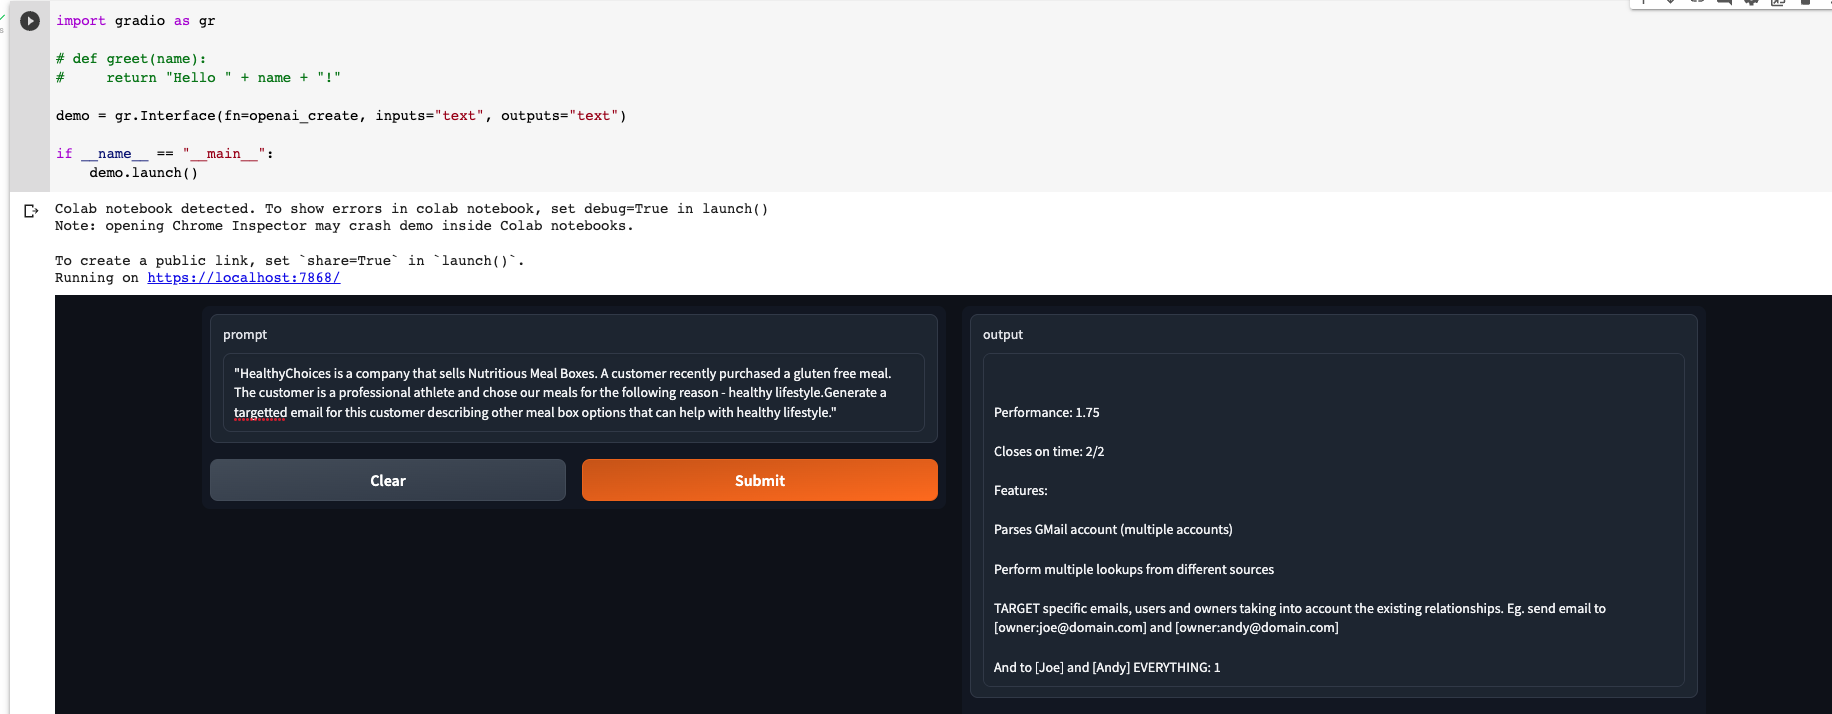 import gradio as gr
# def greet(name):
#     return "Hello " + name + "!"
demo = gr.Interface(fn=openai_create, inputs="text", outputs="text")
if __name__ == "__main__":
    demo.launch()
Colab notebook detected. To show errors in colab notebook, set debug=True in launch()
Note: opening Chrome Inspector may crash demo inside Colab notebooks.
To create a public link, set `share=True` in `launch()`.
Running on https://localhost:7868/
prompt
"HealthyChoices is a company that sells Nutritious Meal Boxes. A customer recently purchased a gluten free meal.
The customer is a professional athlete and chose our meals for the following reason - healthy lifestyle.Generate a
targetted email for this customer describing other meal box options that can help with healthy lifestyle."
Clear
Submit
output
Performance: 1.75
Closes on time: 2/2
Features:
Parses GMail account (multiple accounts)
Perform multiple lookups from different sources
TARGET specific emails, users and owners taking into account the existing relationships. Eg. send email to
[owner:joe@domain.com] and [owner:andy@domain.com]
And to [Joe] and [Andy] EVERYTHING: 1